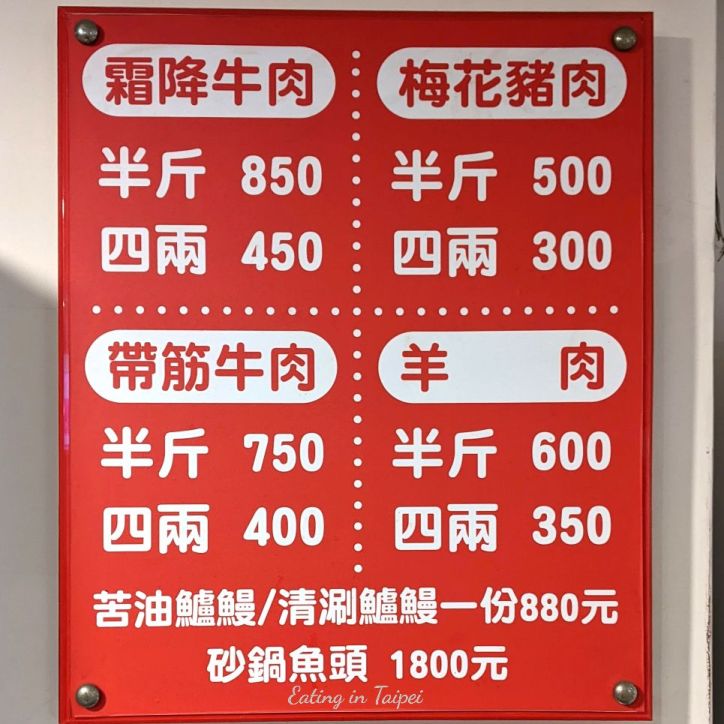 霜降牛肉
半斤 850
四兩 450
梅花豬肉
半斤 500
四兩 300
帶筋牛肉
半斤 750
四兩 400
羊 肉
半斤 600
四兩 350
苦油鱸鰻/清涮鱸鰻一份880元
砂鍋魚頭 1800元
Eating in Taipei